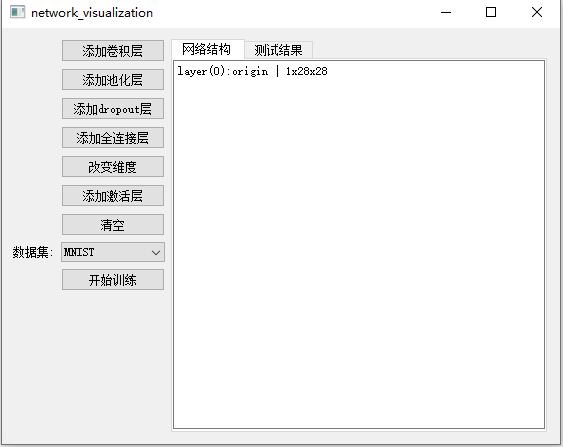 network_visualization
添加卷积层
添加池化层
添加dropout层
添加全连接层
改变维度
添加激活层
清空
数据集: MNIST
开始训练
网络结构 测试结果
layer(0):origin | 1x28x28